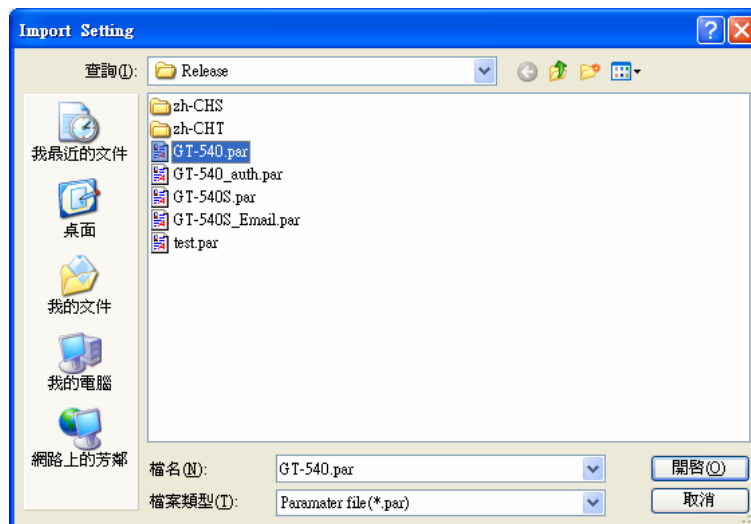 Import Setting
查詢(I):
Release
我最近的文件
桌面
我的文件
我的電腦
網路上的芳鄰
zh-CHS
zh-CHT
GT-540.par
GT-540_auth.par
GT-540S.par
GT-540S_Email.par
test.par
檔名(N):
GT-540.par
開啓(O)
檔案類型(T):
Paramater file(*.par)
取消